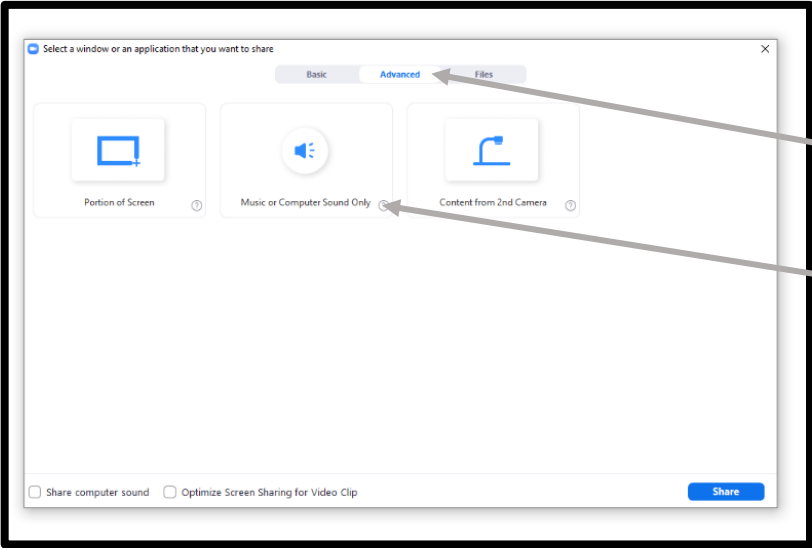 Select a window or an application that you want to share
Basic Advanced Files
Portion of Screen Music or Computer Sound Only Content from 2nd Camera
Share computer sound Optimize Screen Sharing for Video Clip Share